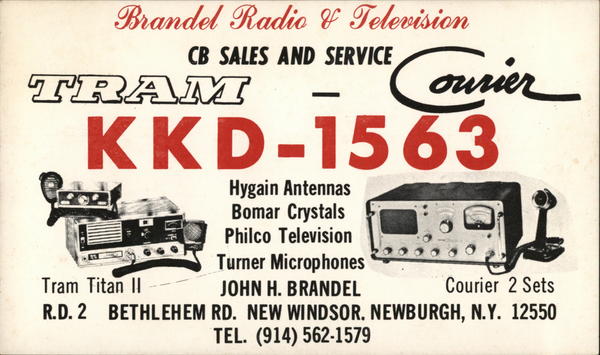 Brandel Radio & Television
CB SALES AND SERVICE
TRAM — Courier
KKD-1563
Hygain Antennas
Bomar Crystals
Philco Television
Turner Microphones
Tram Titan II
JOHN H. BRANDEL
Courier 2 Sets
R.D. 2 BETHLEHEM RD. NEW WINDSOR, NEWBURGH, N.Y. 12550
TEL. (914) 562-1579